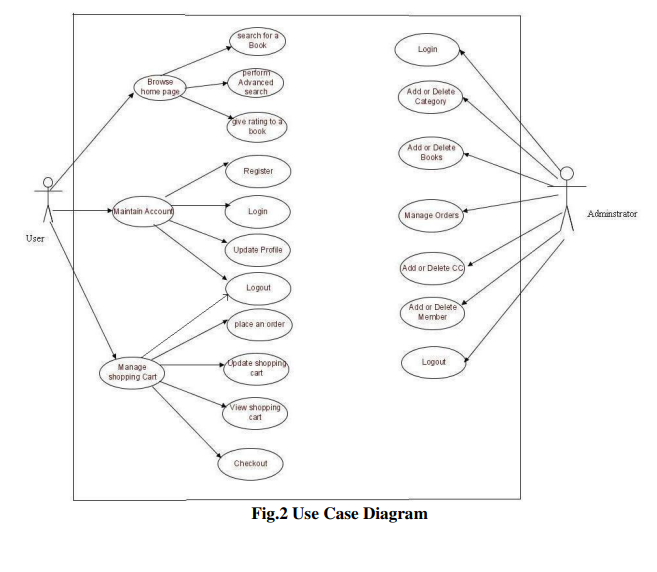 search for a
Book
Browse
home page
perform
Advanced
search
give rating to a
book
Register
Maintain Account
Login
Update Profile
Logout
place an order
Manage
shopping Cart
Update shopping
cart
View shopping
cart
Checkout
User
Login
Add or Delete
Category
Add or Delete
Books
Manage Orders
Add or Delete CC
Add or Delete
Member
Logout
Adminstrator
Fig.2 Use Case Diagram